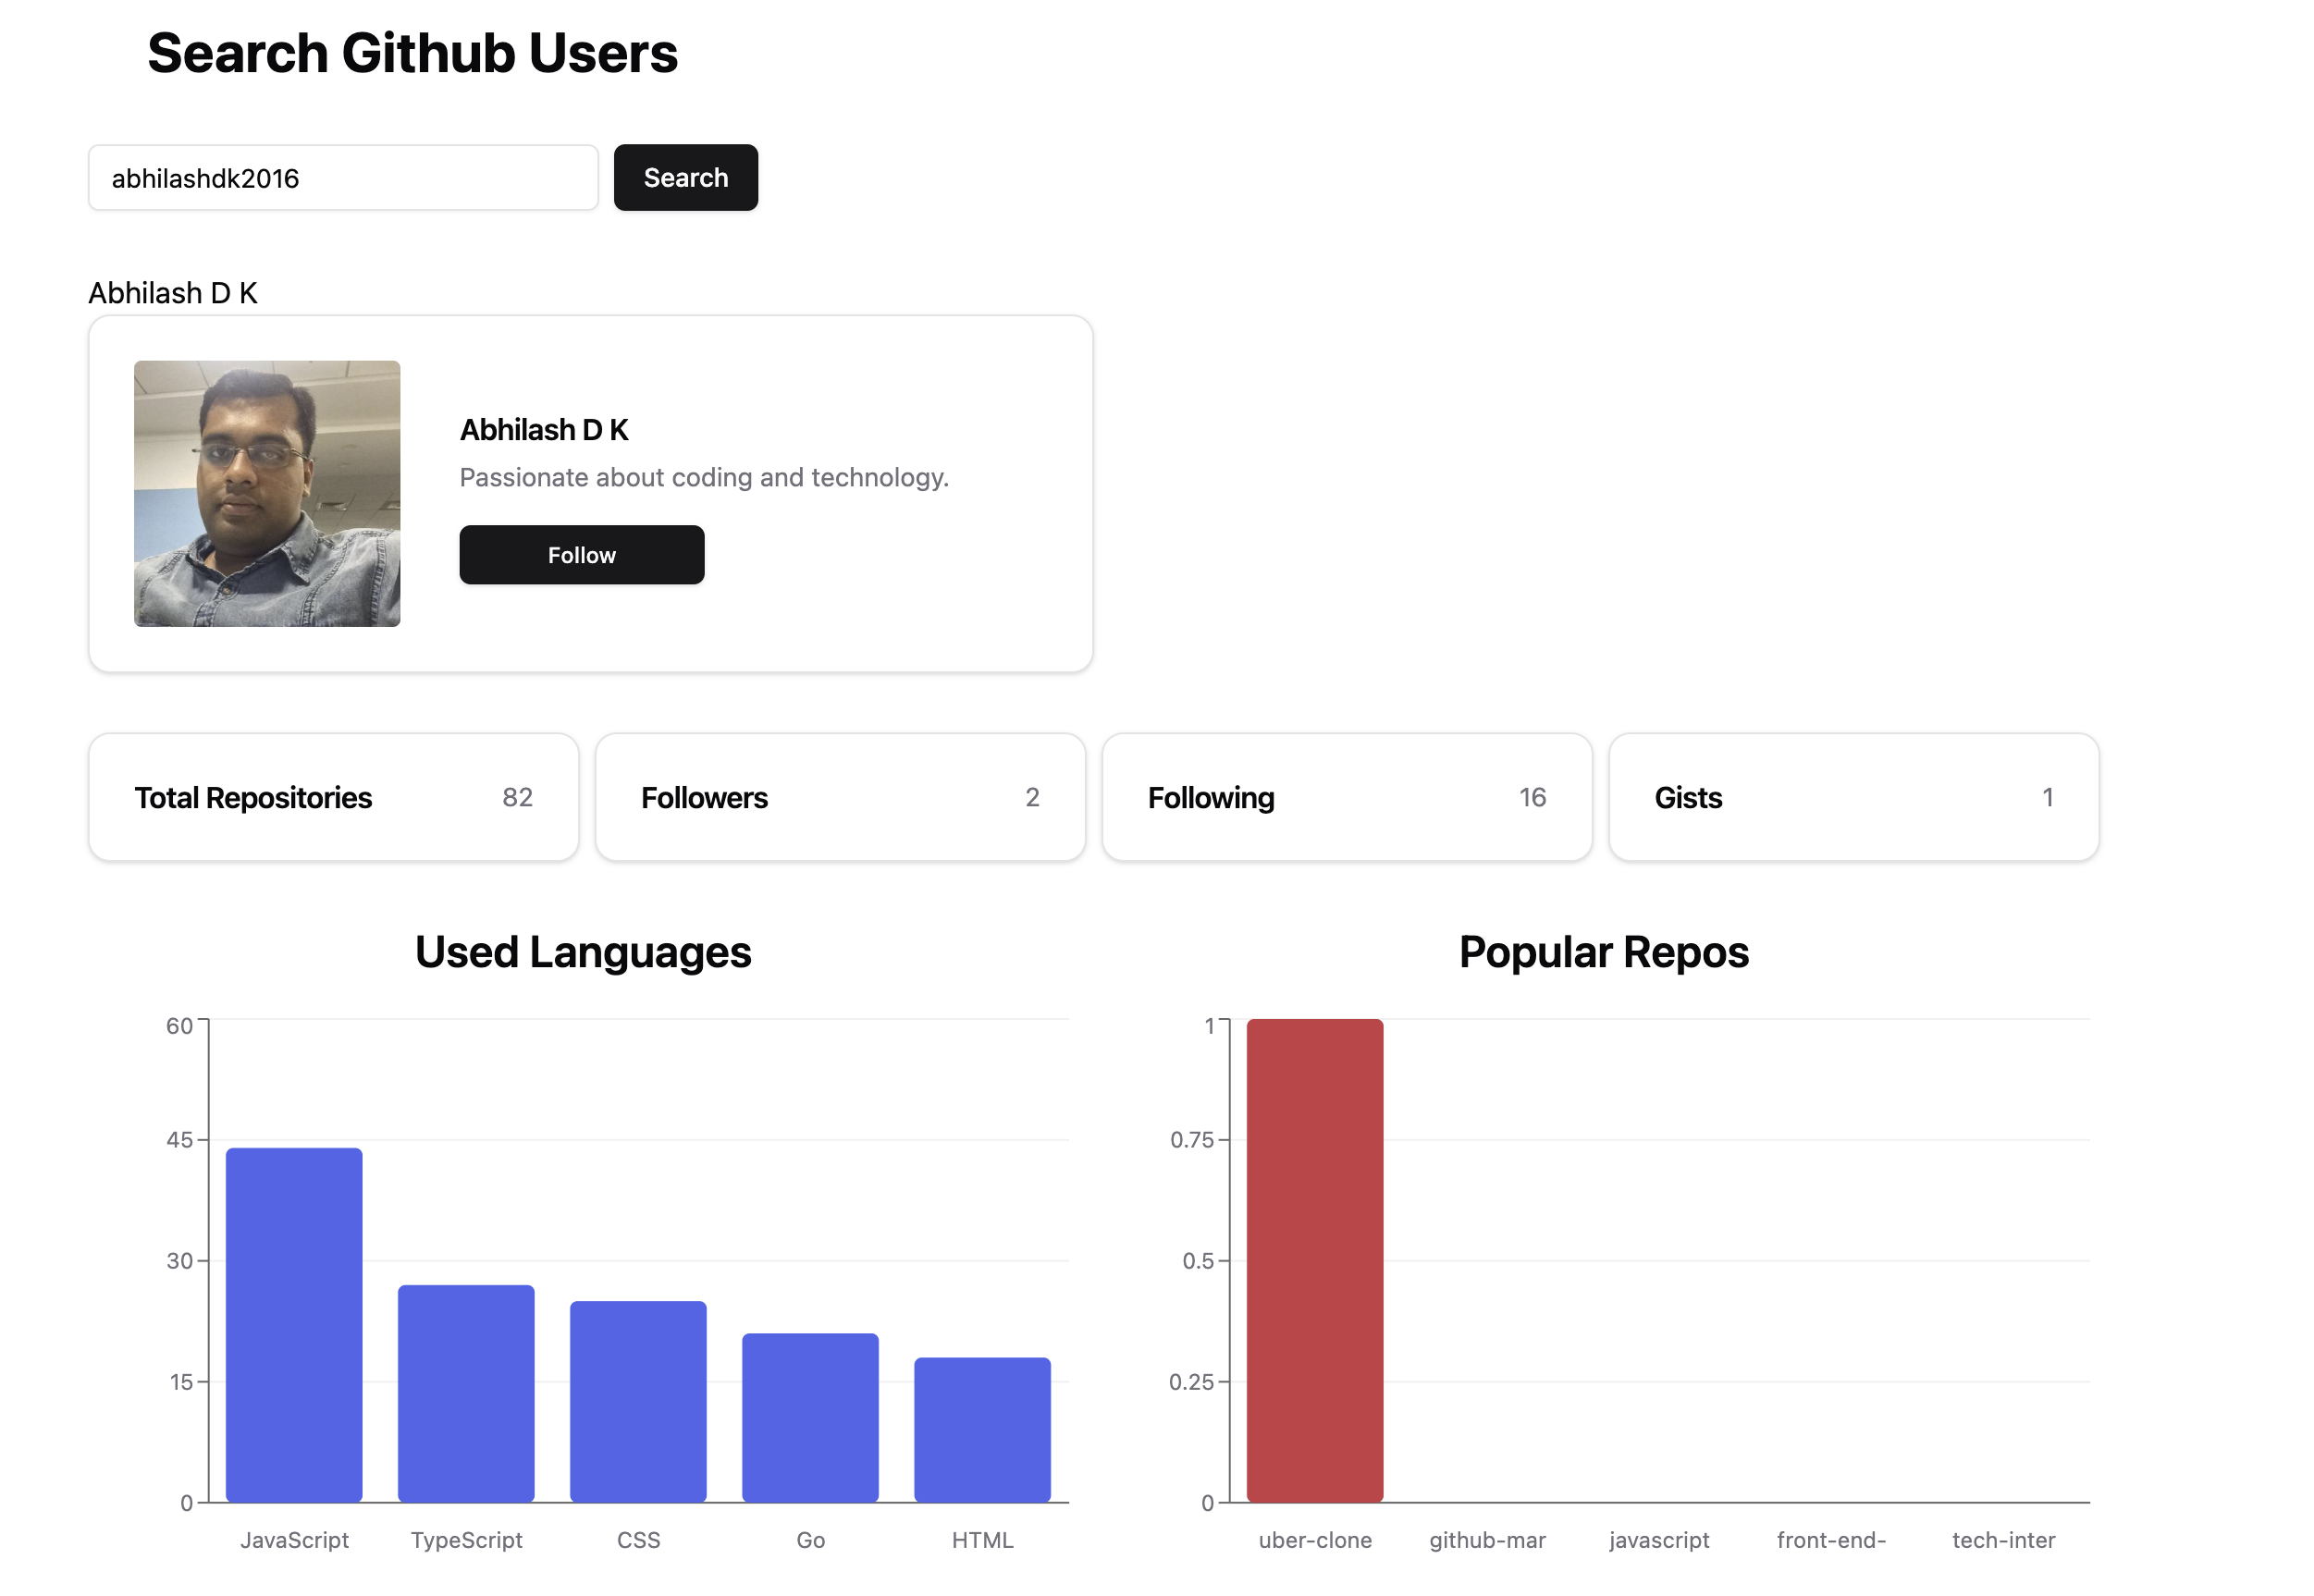 Search Github Users
abhilashdk2016
Search
Abhilash D K
Abhilash D K
Passionate about coding and technology.
Follow
Total Repositories 82
Followers 2
Following 16
Gists 1
Used Languages
60
45
30
15
0
JavaScript TypeScript CSS Go HTML
Popular Repos
1
0.75
0.5
0.25
0
uber-clone github-mar javascript front-end- tech-inter